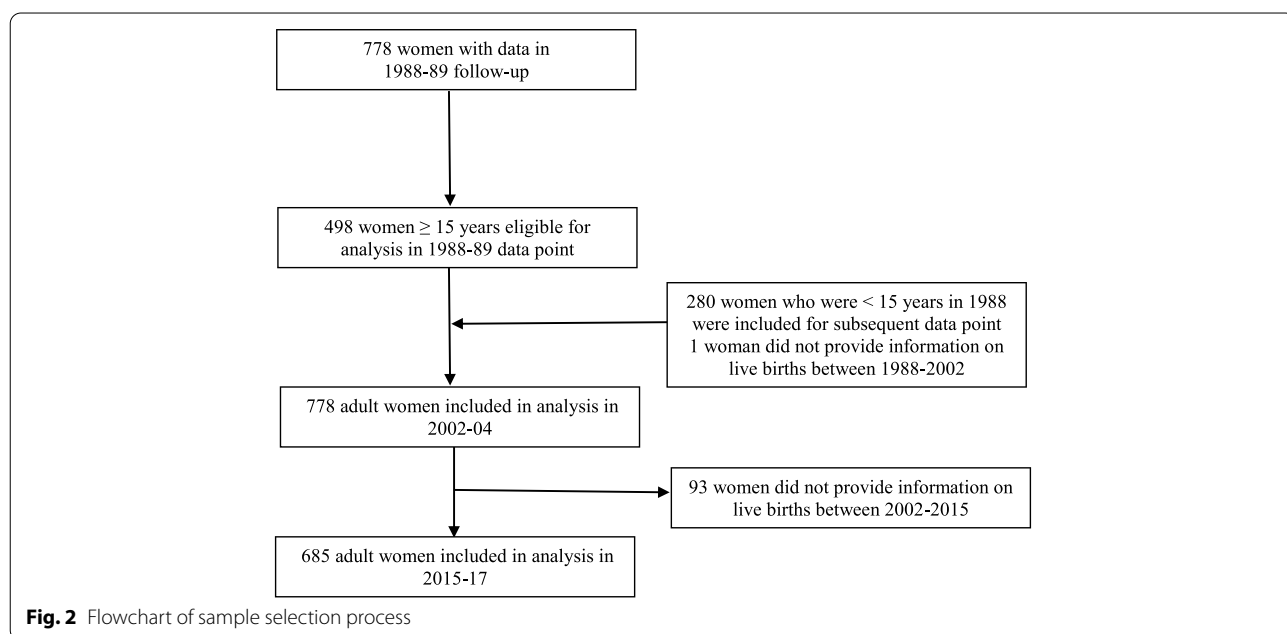 778 women with data in
1988-89 follow-up
498 women ≥ 15 years eligible for
analysis in 1988-89 data point
280 women who were < 15 years in 1988
were included for subsequent data point
1 woman did not provide information on
live births between 1988-2002
778 adult women included in analysis in
2002-04
93 women did not provide information on
live births between 2002-2015
685 adult women included in analysis in
2015-17
Fig. 2 Flowchart of sample selection process